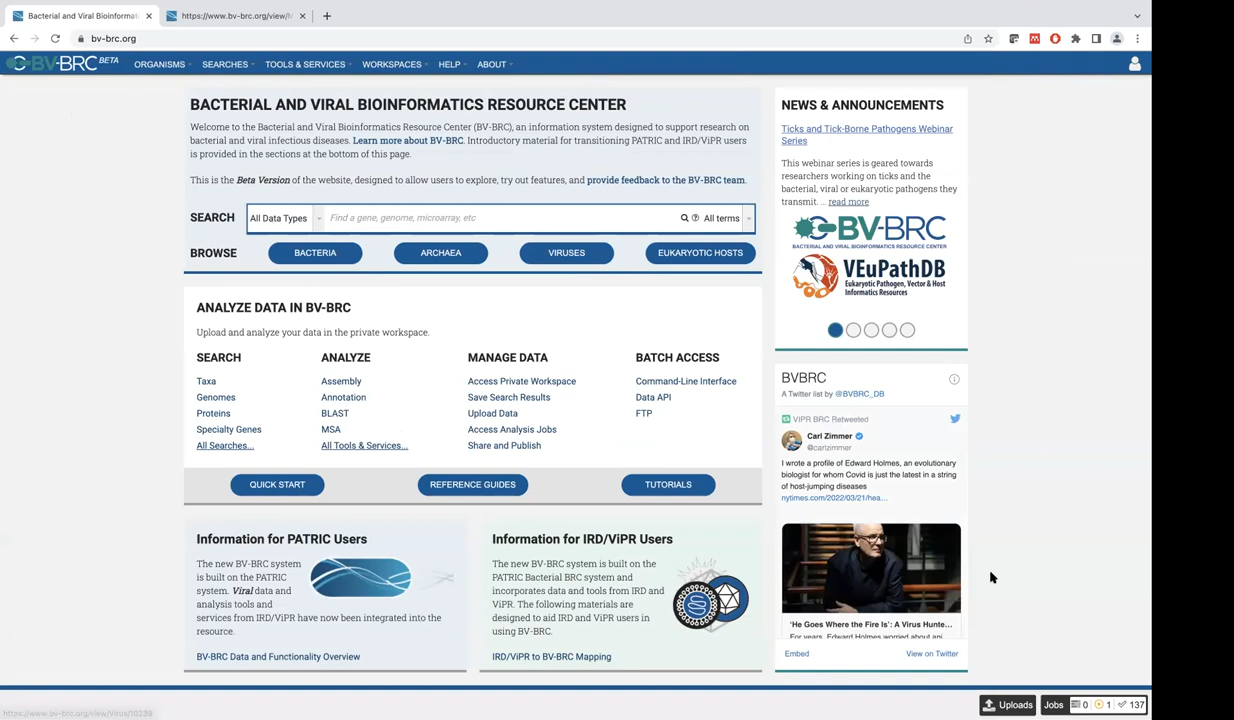 Bacterial and Viral Bioinformat
https://www.bv-brc.org/view/
bv-brc.org
BV-BRC BETA
ORGANISMS
SEARCHES
TOOLS & SERVICES
WORKSPACES
HELP
ABOUT
BACTERIAL AND VIRAL BIOINFORMATICS RESOURCE CENTER
Welcome to the Bacterial and Viral Bioinformatics Resource Center (BV-BRC), an information system designed to support research on
bacterial and viral infectious diseases. Learn more about BV-BRC. Introductory material for transitioning PATRIC and IRD/ViPR users
is provided in the sections at the bottom of this page.
This is the Beta Version of the website, designed to allow users to explore, try out features, and provide feedback to the BV-BRC team.
SEARCH
All Data Types
Find a gene, genome, microarray, etc
All terms
BROWSE
BACTERIA
ARCHAEA
VIRUSES
EUKARYOTIC HOSTS
ANALYZE DATA IN BV-BRC
Upload and analyze your data in the private workspace.
SEARCH
Taxa
Genomes
Proteins
Specialty Genes
All Searches...
ANALYZE
Assembly
Annotation
BLAST
MSA
All Tools & Services...
MANAGE DATA
Access Private Workspace
Save Search Results
Upload Data
Access Analysis Jobs
Share and Publish
BATCH ACCESS
Command-Line Interface
Data API
FTP
QUICK START
REFERENCE GUIDES
TUTORIALS
Information for PATRIC Users
The new BV-BRC system
is built on the PATRIC
system. Viral data and
analysis tools and
services from IRD/ViPR have now been integrated into the
resource.
BV-BRC Data and Functionality Overview
Information for IRD/ViPR Users
The new BV-BRC system is built on the
PATRIC Bacterial BRC system and
incorporates data and tools from IRD and
ViPR. The following materials are
designed to aid IRD and ViPR users in
using BV-BRC.
IRD/ViPR to BV-BRC Mapping
NEWS & ANNOUNCEMENTS
Ticks and Tick-Borne Pathogens Webinar
Series
This webinar series is geared towards
researchers working on ticks and the
bacterial, viral or eukaryotic pathogens they
transmit. ... read more
BV-BRC
BACTERIAL AND VIRAL BIOINFORMATICS RESOURCE CENTER
VEuPathDB
Eukaryotic Pathogen, Vector & Host
Informatics Resources
BVBRC
A Twitter list by @BVBRC_DB
VIPR BRC Retweeted
Carl Zimmer
@carlzimmer
I wrote a profile of Edward Holmes, an evolutionary
biologist for whom Covid is just the latest in a string
of host-jumping diseases
nytimes.com/2022/03/21/hea...
'He Goes Where the Fire Is': A Virus Hunte...
For years, Edward Holmes worried about
Embed
View on Twitter
https://www.bv-brc.org/view/Virus/10239
Uploads
Jobs
0
1
137